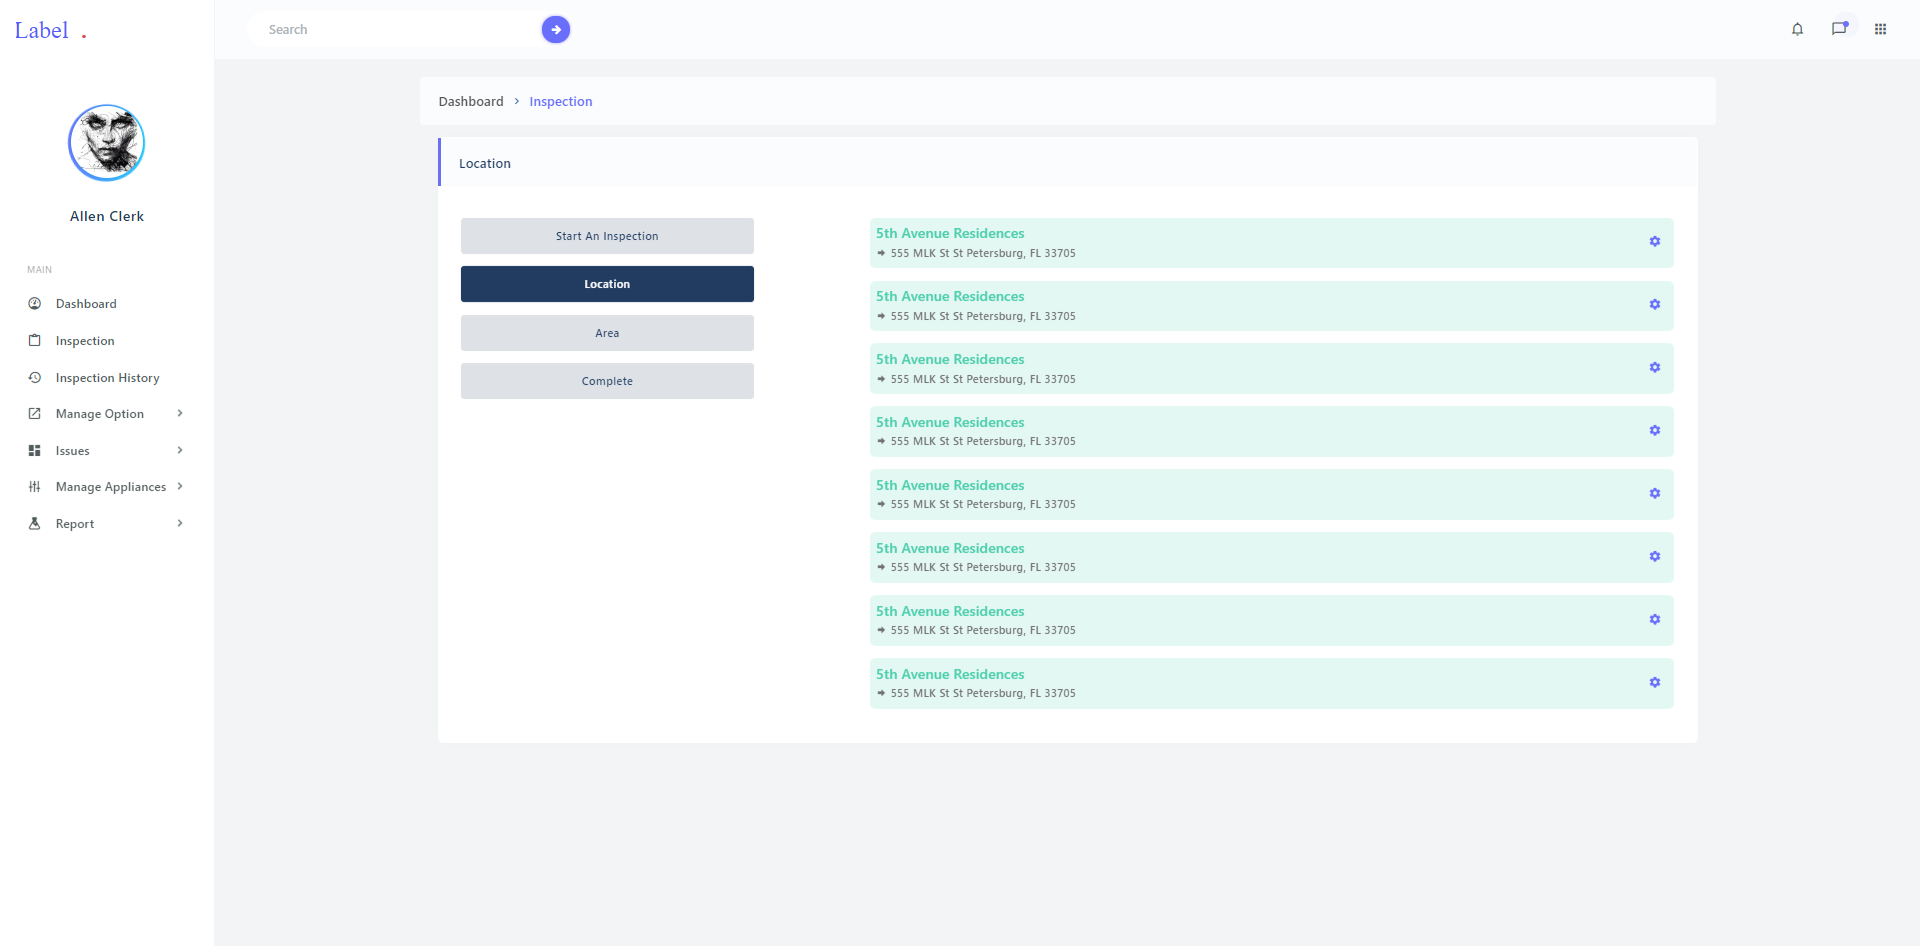 Label .
Search
Allen Clerk
MAIN
Dashboard
Inspection
Inspection History
Manage Option
Issues
Manage Appliances
Report
Dashboard > Inspection
Location
Start An Inspection
Location
Area
Complete
5th Avenue Residences
555 MLK St St Petersburg, FL 33705
5th Avenue Residences
555 MLK St St Petersburg, FL 33705
5th Avenue Residences
555 MLK St St Petersburg, FL 33705
5th Avenue Residences
555 MLK St St Petersburg, FL 33705
5th Avenue Residences
555 MLK St St Petersburg, FL 33705
5th Avenue Residences
555 MLK St St Petersburg, FL 33705
5th Avenue Residences
555 MLK St St Petersburg, FL 33705
5th Avenue Residences
555 MLK St St Petersburg, FL 33705